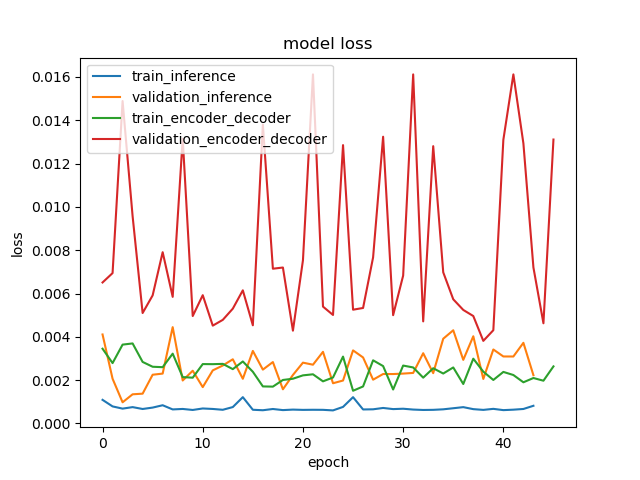 model loss
train_inference
validation_inference
train_encoder_decoder
validation_encoder_decoder
0.016
0.014
0.012
0.010
0.008
0.006
0.004
0.002
0.000
loss
0 10 20 30 40
epoch